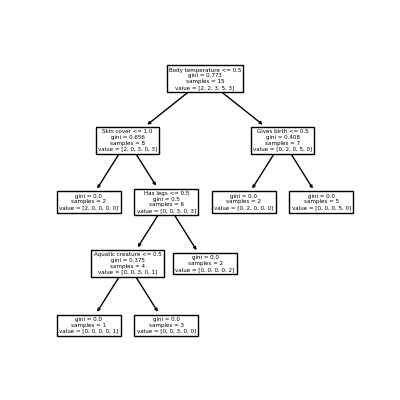 Body temperature <= 0.5
gini = 0.773
samples = 15
value = [2, 2, 3, 5, 3]
Skin cover <= 1.0
gini = 0.656
samples = 8
value = [2, 0, 3, 0, 3]
Gives birth <= 0.5
gini = 0.408
samples = 7
value = [0, 2, 0, 5, 0]
gini = 0.0
samples = 2
value = [2, 0, 0, 0, 0]
Has legs <= 0.5
gini = 0.5
samples = 6
value = [0, 0, 3, 0, 3]
gini = 0.0
samples = 2
value = [0, 2, 0, 0, 0]
gini = 0.0
samples = 5
value = [0, 0, 0, 5, 0]
Aquatic creature <= 0.5
gini = 0.375
samples = 4
value = [0, 0, 3, 0, 1]
gini = 0.0
samples = 2
value = [0, 0, 0, 0, 2]
gini = 0.0
samples = 1
value = [0, 0, 0, 0, 1]
gini = 0.0
samples = 3
value = [0, 0, 3, 0, 0]